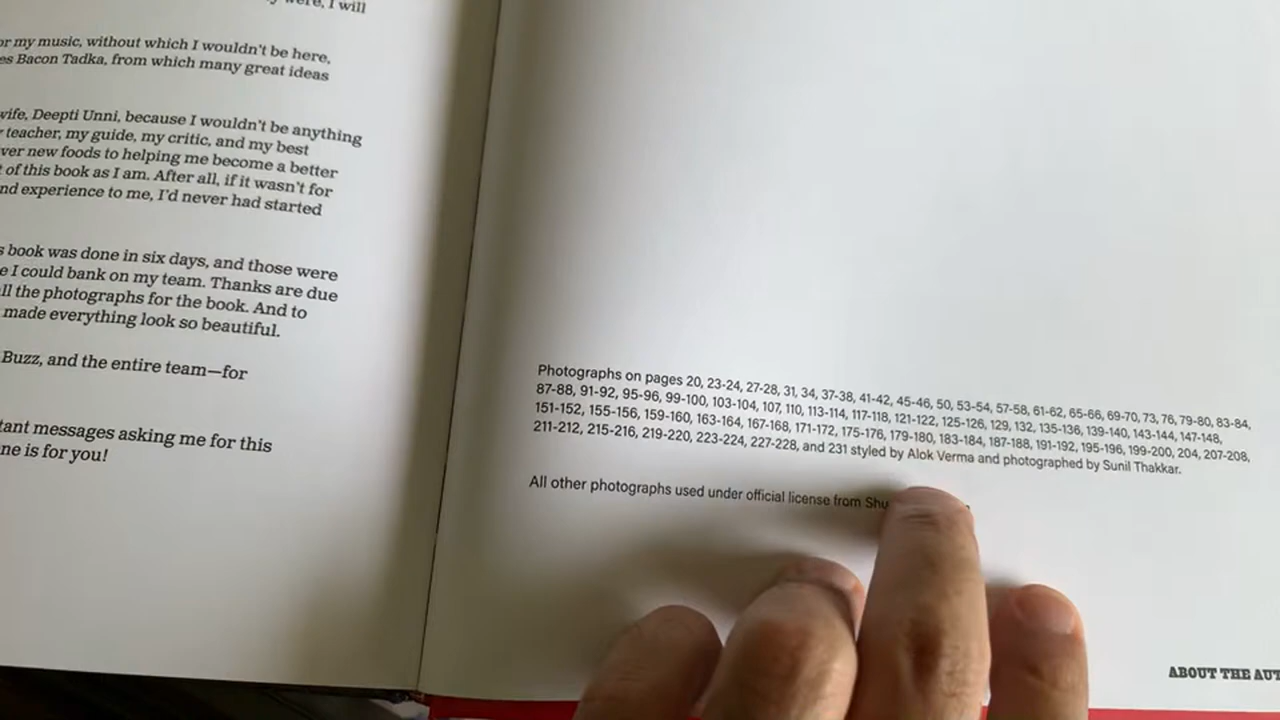 were, I will
or my music, without which I wouldn't be here,
es Bacon Tadka, from which many great ideas
wife, Deepti Unni, because I wouldn't be anything
teacher, my guide, my critic, and my best
ver new foods to helping me become a better
t of this book as I am. After all, if it wasn't for
nd experience to me, I'd never had started
s book was done in six days, and those were
e I could bank on my team. Thanks are due
ll the photographs for the book. And to
made everything look so beautiful.
Buzz, and the entire team—for
tant messages asking me for this
ne is for you!
Photographs on pages 20, 23-24, 27-28, 31, 34, 37-38, 41-42, 45-46, 50, 53-54, 57-58, 61-62, 65-66, 69-70, 73, 76, 79-80, 83-84,
87-88, 91-92, 95-96, 99-100, 103-104, 107, 110, 113-114, 117-118, 121-122, 125-126, 129, 132, 135-136, 139-140, 143-144, 147-148,
151-152, 155-156, 159-160, 163-164, 167-168, 171-172, 175-176, 179-180, 183-184, 187-188, 191-192, 195-196, 199-200, 204, 207-208,
211-212, 215-216, 219-220, 223-224, 227-228, and 231 styled by Alok Verma and photographed by Sunil Thakkar.
All other photographs used under official license from Shu
ABOUT THE AUT